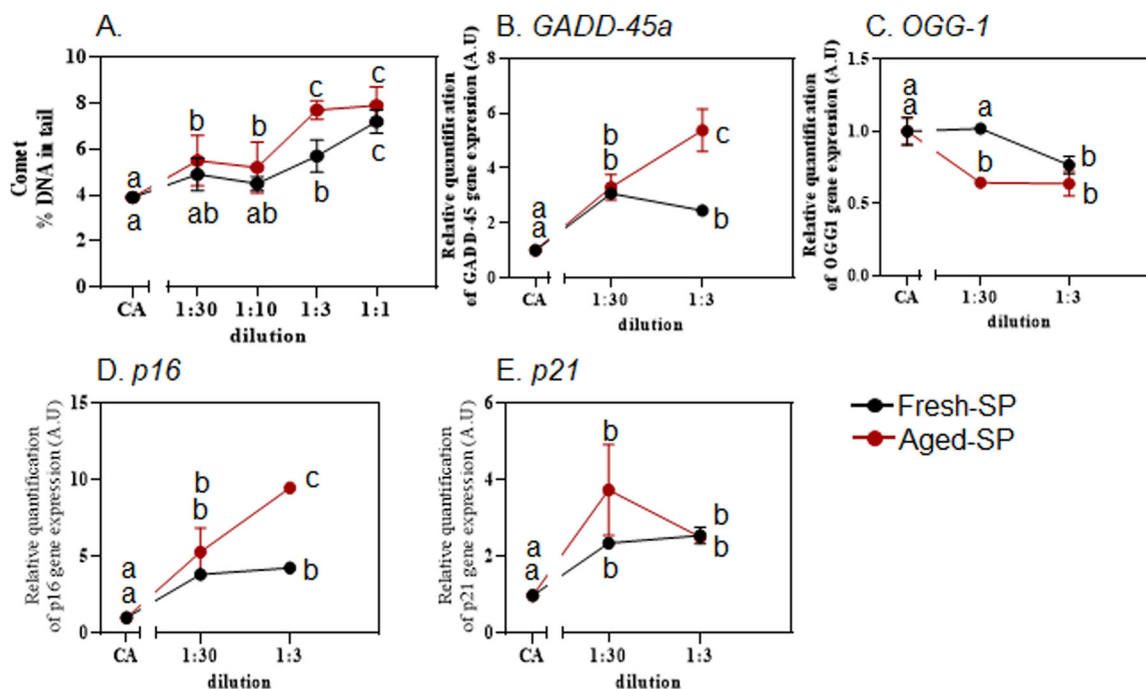 A.
Comet
% DNA in tail
10
8
6
4
2
0
a
a
b
ab
b
ab
c
b
c
c
CA
1:30
1:10
1:3
1:1
dilution
B. GADD-45a
Relative quantification
of GADD-45 gene expression (A.U)
8
6
4
2
0
a
a
b
b
c
b
CA
1:30
1:3
dilution
C. OGG-1
Relative quantification
of OGG1 gene expression (A.U)
1.5
1.0
0.5
0.0
a
a
a
b
b
b
CA
1:30
1:3
dilution
D. p16
Relative quantification
of p16 gene expression (A.U)
15
10
5
0
a
a
b
b
c
b
CA
1:30
1:3
dilution
E. p21
Relative quantification
of p21 gene expression (A.U)
6
4
2
0
a
a
b
b
b
b
CA
1:30
1:3
dilution
Fresh-SP
Aged-SP